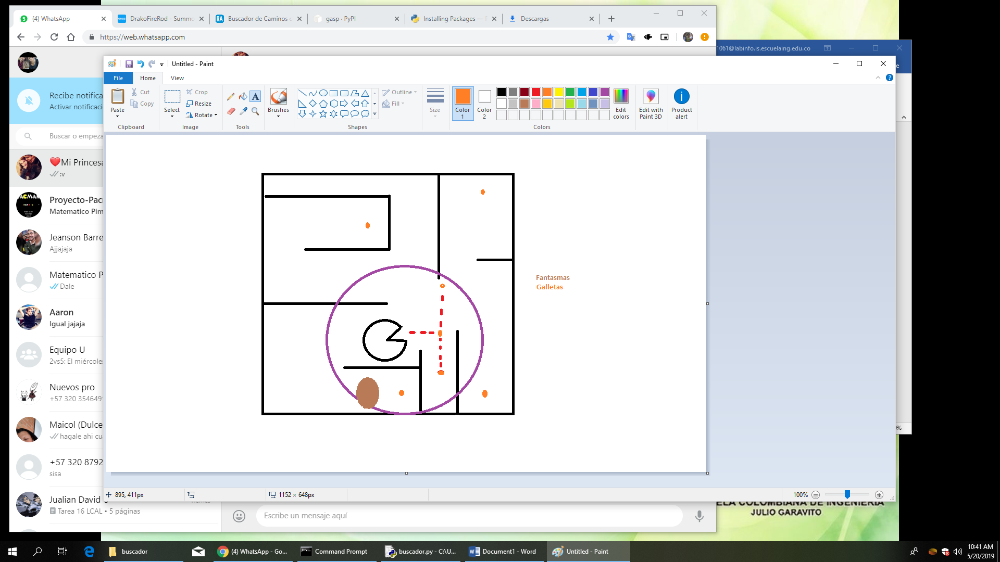 (4) WhatsApp
DrakoFireRod - Summo
Buscador de Caminos c
gasp · PyPI
Installing Packages —
Descargas
https://web.whatsapp.com
1061@labinfo.is.escuelaing.edu.co
Untitled - Paint
File
Home
View
Paste
Cut
Copy
Clipboard
Select
Crop
Resize
Rotate
Image
A
Tools
Brushes
Shapes
Outline
Fill
Size
Color 1
Color 2
Edit colors
Colors
Edit with Paint 3D
Product alert
Recibe notifica
Activar notificaci
Buscar o empeza
Mi Princesa
:v
Proyecto-Pac
Matematico Pim
Jeanson Barre
Ajjajaja
Matematico P
Dale
Aaron
Igual jajaja
Equipo U
2vs5: El miércoles
Nuevos pro
+57 320 3546491
Maicol (Dulce
hagale ahi cu
+57 320 8792
sisa
Jualian David
viernes
Tarea 16 LCAL • 5 páginas
Fantasmas
Galletas
895, 411px
1152 × 648px
100%
Escribe un mensaje aquí
ELA COLOMBIANA DE INGENIERIA
JULIO GARAVITO
buscador
(4) WhatsApp - Go...
Command Prompt
buscador.py - C:\U...
Document1 - Word
Untitled - Paint
10:41 AM
5/20/2019